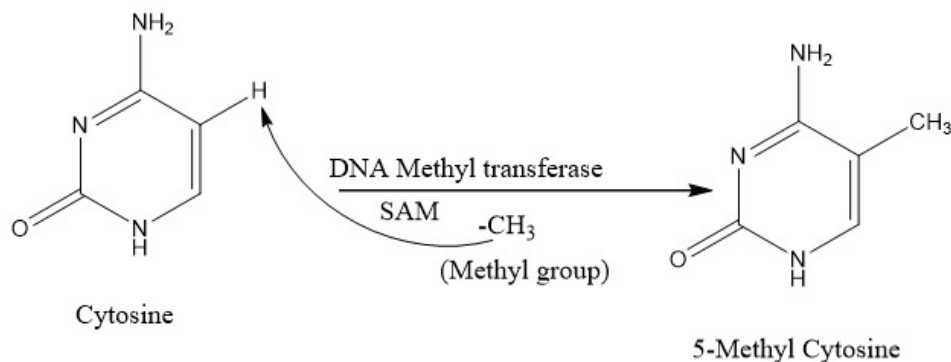 NH₂
H
N
O
N
H
Cytosine
DNA Methyl transferase
SAM
-CH₃
(Methyl group)
NH₂
CH₃
N
O
N
H
5-Methyl Cytosine